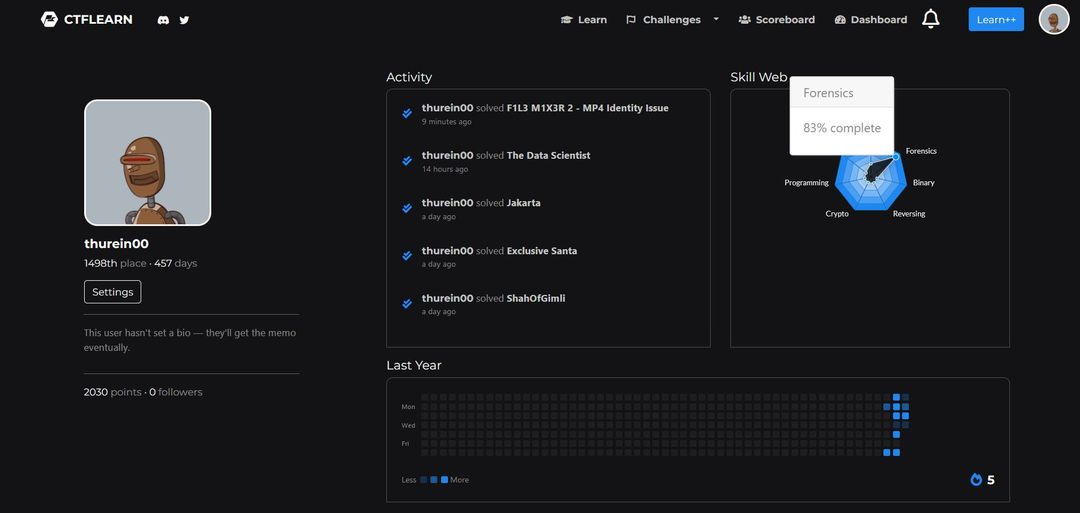 CTFLEARN
Learn
Challenges
Scoreboard
Dashboard
Learn++
thurein00
1498th place · 457 days
Settings
This user hasn't set a bio — they'll get the memo
eventually.
2030 points · 0 followers
Activity
thurein00 solved F1L3 M1X3R 2 - MP4 Identity Issue
9 minutes ago
thurein00 solved The Data Scientist
14 hours ago
thurein00 solved Jakarta
a day ago
thurein00 solved Exclusive Santa
a day ago
thurein00 solved ShahOfGimli
a day ago
Skill Web
Forensics
83% complete
Forensics
Programming
Binary
Crypto
Reversing
Last Year
Mon
Wed
Fri
Less
More
5